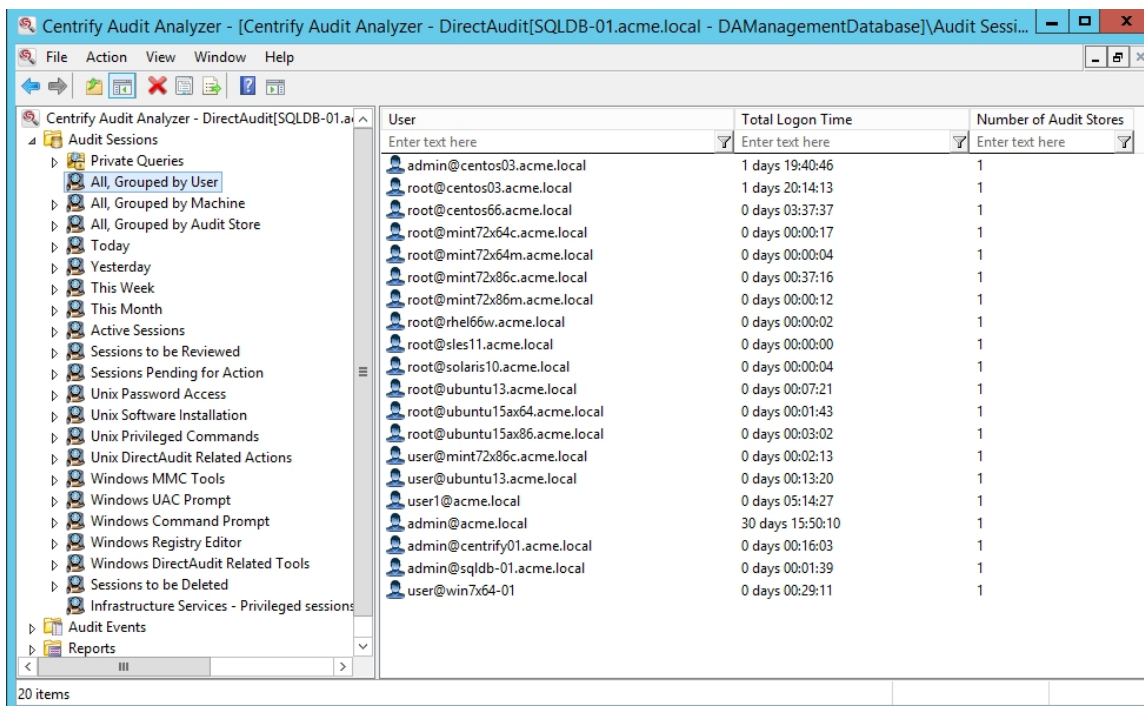 Centrify Audit Analyzer - [Centrify Audit Analyzer - DirectAudit[SQLDB-01.acme.local - DAManagementDatabase]\Audit Sessi...
File Action View Window Help
Centrify Audit Analyzer - DirectAudit[SQLDB-01.a
Audit Sessions
Private Queries
All, Grouped by User
All, Grouped by Machine
All, Grouped by Audit Store
Today
Yesterday
This Week
This Month
Active Sessions
Sessions to be Reviewed
Sessions Pending for Action
Unix Password Access
Unix Software Installation
Unix Privileged Commands
Unix DirectAudit Related Actions
Windows MMC Tools
Windows UAC Prompt
Windows Command Prompt
Windows Registry Editor
Windows DirectAudit Related Tools
Sessions to be Deleted
Infrastructure Services - Privileged sessions
Audit Events
Reports
User Total Logon Time Number of Audit Stores
Enter text here Enter text here Enter text here
admin@centos03.acme.local 1 days 19:40:46 1
root@centos03.acme.local 1 days 20:14:13 1
root@centos66.acme.local 0 days 03:37:37 1
root@mint72x64c.acme.local 0 days 00:00:17 1
root@mint72x64m.acme.local 0 days 00:00:04 1
root@mint72x86c.acme.local 0 days 00:37:16 1
root@mint72x86m.acme.local 0 days 00:00:12 1
root@rhel66w.acme.local 0 days 00:00:02 1
root@sles11.acme.local 0 days 00:00:00 1
root@solaris10.acme.local 0 days 00:00:04 1
root@ubuntu13.acme.local 0 days 00:07:21 1
root@ubuntu15ax64.acme.local 0 days 00:01:43 1
root@ubuntu15ax86.acme.local 0 days 00:03:02 1
user@mint72x86c.acme.local 0 days 00:02:13 1
user@ubuntu13.acme.local 0 days 00:13:20 1
user1@acme.local 0 days 05:14:27 1
admin@acme.local 30 days 15:50:10 1
admin@centrify01.acme.local 0 days 00:16:03 1
admin@sqldb-01.acme.local 0 days 00:01:39 1
user@win7x64-01 0 days 00:29:11 1
20 items